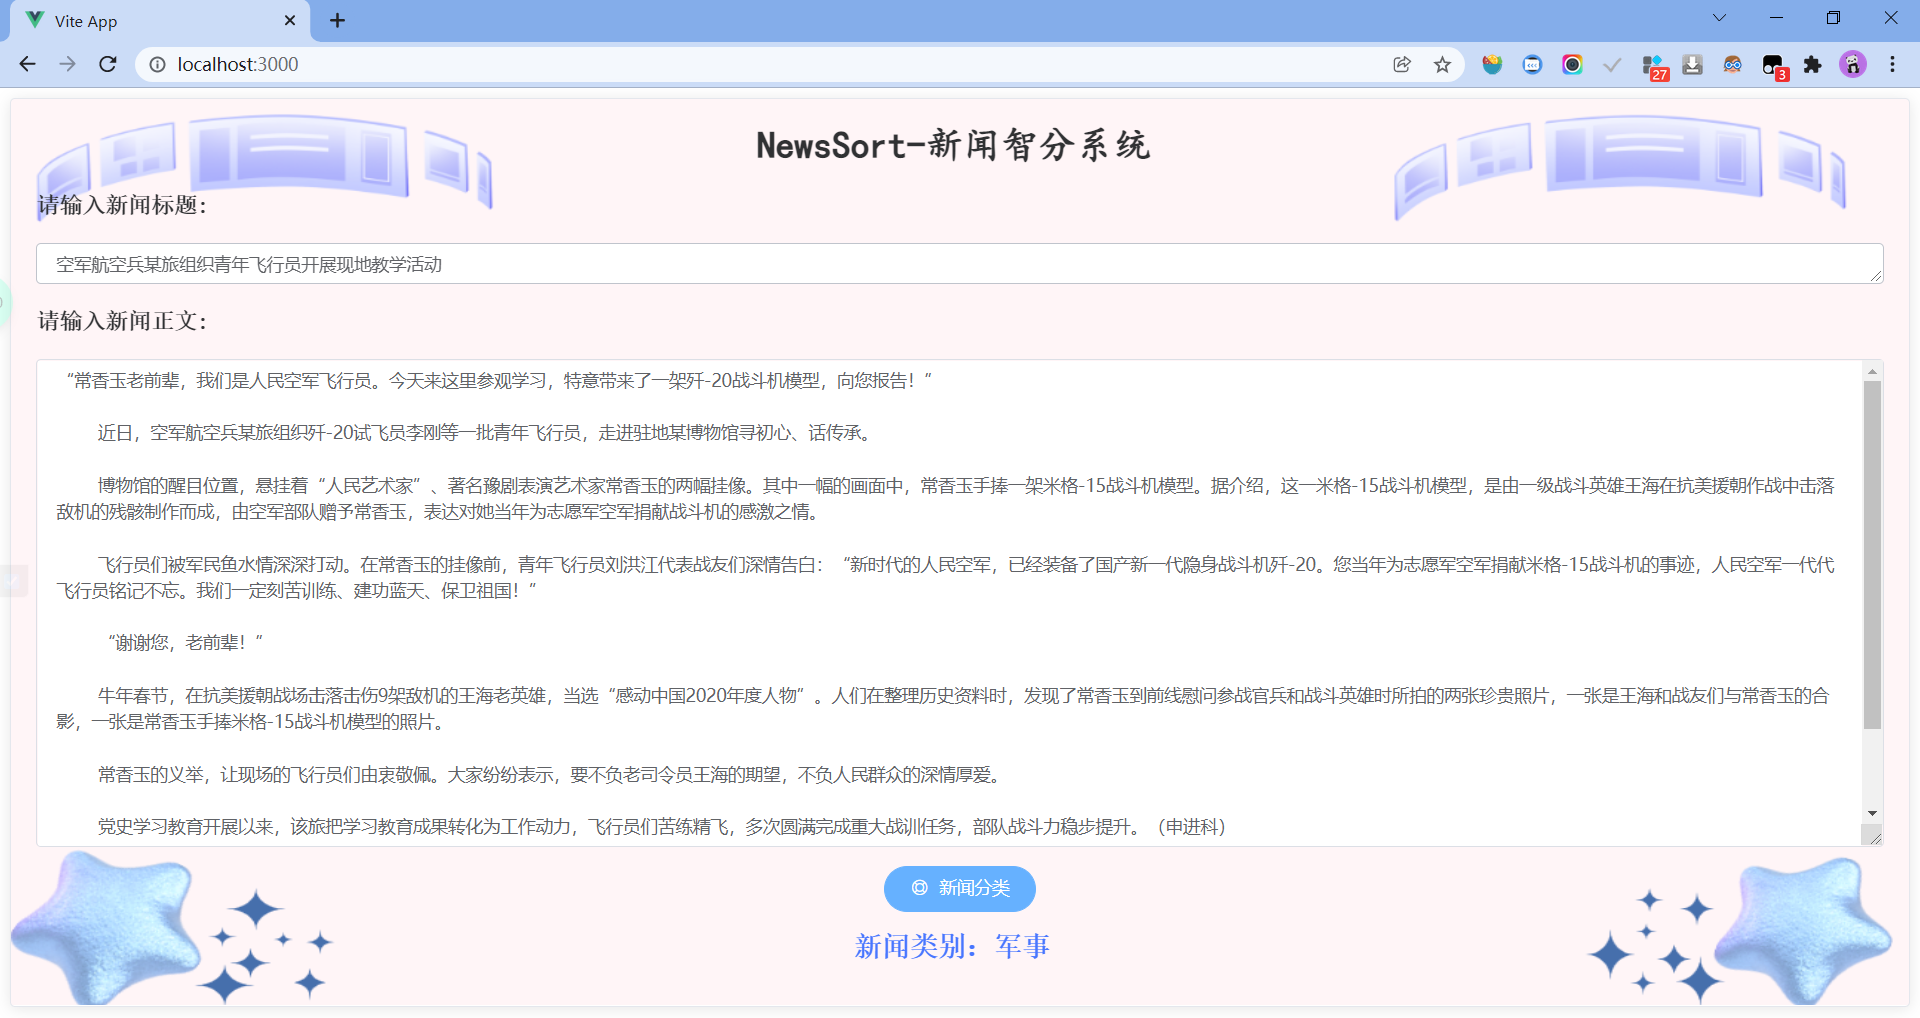 Vite App
localhost:3000
27
3
NewsSort-新闻智分系统
请输入新闻标题：
空军航空兵某旅组织青年飞行员开展现地教学活动
请输入新闻正文：
“常香玉老前辈，我们是人民空军飞行员。今天来这里参观学习，特意带来了一架歼-20战斗机模型，向您报告！”
近日，空军航空兵某旅组织歼-20试飞员李刚等一批青年飞行员，走进驻地某博物馆寻初心、话传承。
博物馆的醒目位置，悬挂着“人民艺术家”、著名豫剧表演艺术家常香玉的两幅挂像。其中一幅的画面中，常香玉手捧一架米格-15战斗机模型。据介绍，这一米格-15战斗机模型，是由一级战斗英雄王海在抗美援朝作战中击落
敌机的残骸制作而成，由空军部队赠予常香玉，表达对她当年为志愿军空军捐献战斗机的感激之情。
飞行员们被军民鱼水情深深打动。在常香玉的挂像前，青年飞行员刘洪江代表战友们深情告白：“新时代的人民空军，已经装备了国产新一代隐身战斗机歼-20。您当年为志愿军空军捐献米格-15战斗机的事迹，人民空军一代代
飞行员铭记不忘。我们一定刻苦训练、建功蓝天、保卫祖国！”
“谢谢您，老前辈！”
牛年春节，在抗美援朝战场击落击伤9架敌机的王海老英雄，当选“感动中国2020年度人物”。人们在整理历史资料时，发现了常香玉到前线慰问参战官兵和战斗英雄时所拍的两张珍贵照片，一张是王海和战友们与常香玉的合
影，一张是常香玉手捧米格-15战斗机模型的照片。
常香玉的义举，让现场的飞行员们由衷敬佩。大家纷纷表示，要不负老司令员王海的期望，不负人民群众的深情厚爱。
党史学习教育开展以来，该旅把学习教育成果转化为工作动力，飞行员们苦练精飞，多次圆满完成重大战训任务，部队战斗力稳步提升。（申进科）
新闻分类
新闻类别：军事